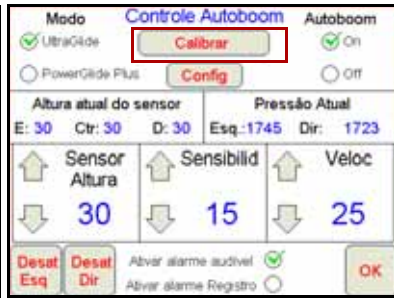 Modo Controle Autoboom Autoboom
UltraGlide Calibrar On
PowerGlide Plus Config Off
Altura atual do sensor Pressão Atual
E: 30 Ctr: 30 D: 30 Esq.:1745 Dir: 1723
Sensor Altura Sensibilid Veloc
30 15 25
Desat Esq Desat Dir Ativar alarme audível OK
Ativar alarme Registro